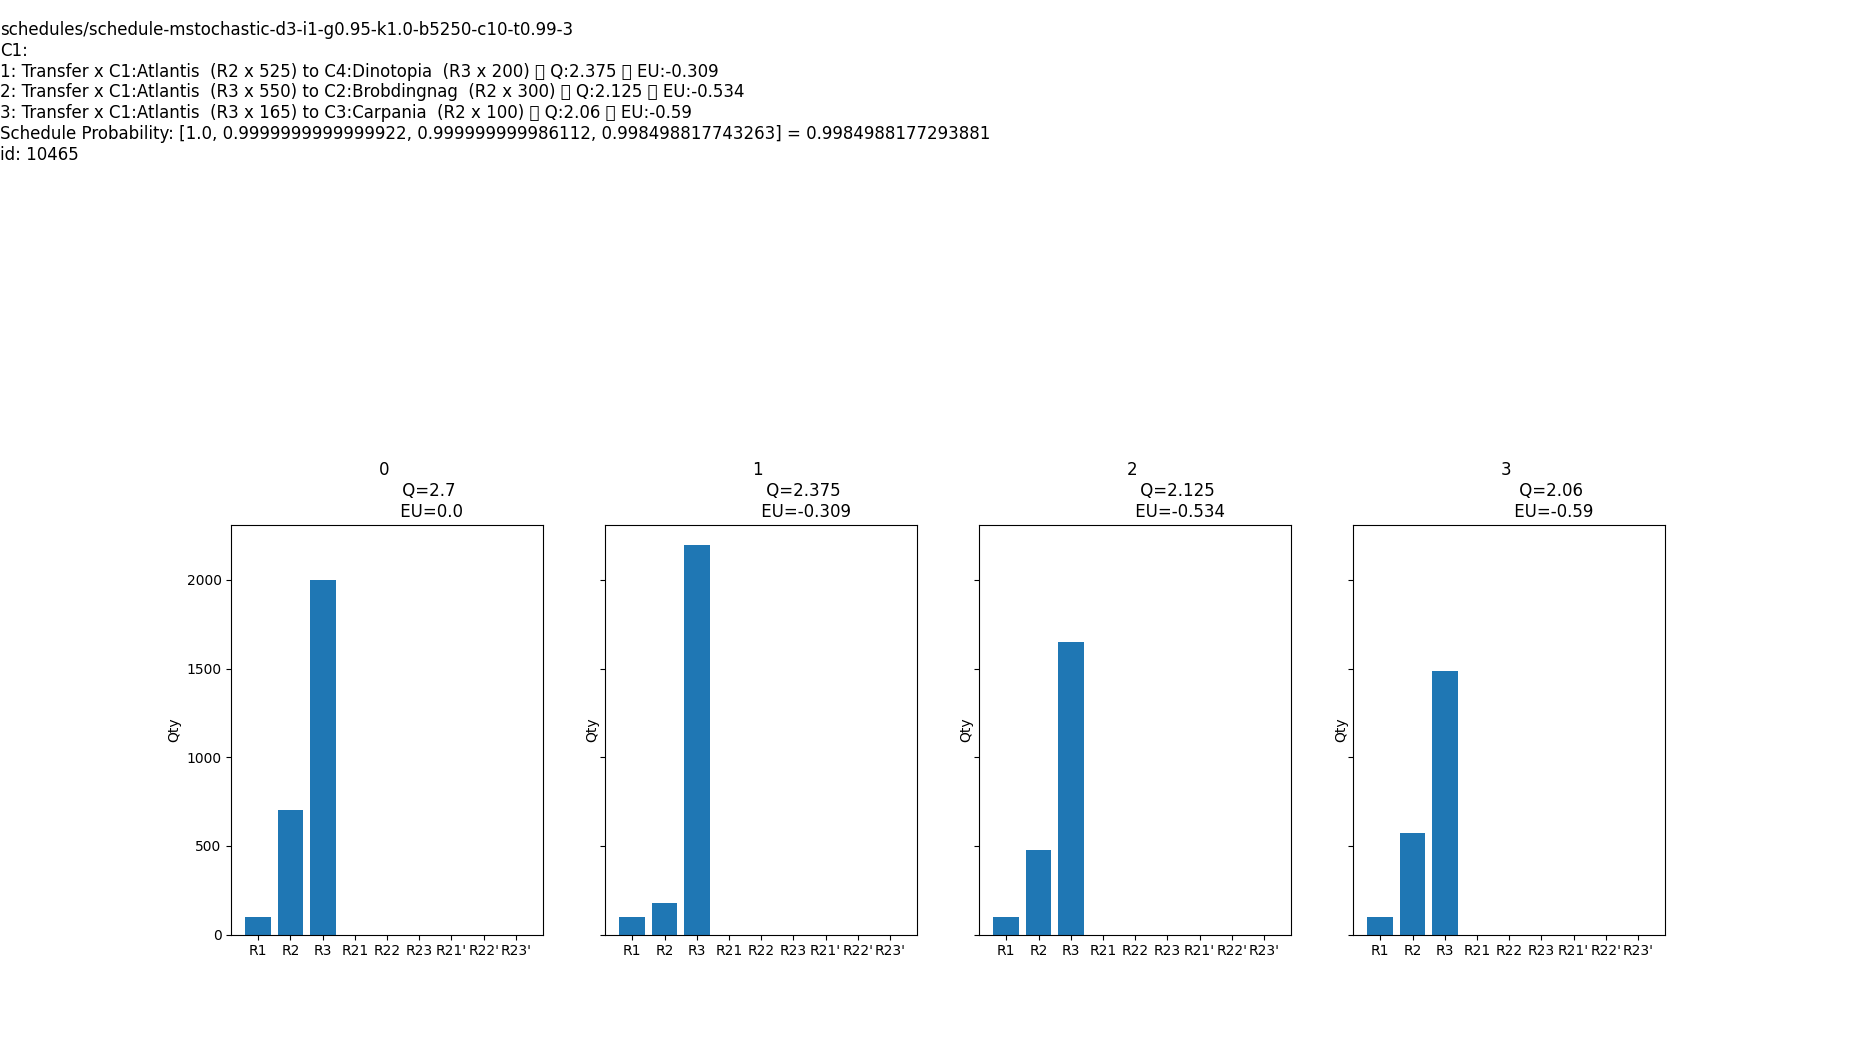 schedules/schedule-mstochastic-d3-i1-g0.95-k1.0-b5250-c10-t0.99-3
C1:
1: Transfer x C1:Atlantis  (R2 x 525) to C4:Dinotopia  (R3 x 200) ▯ Q:2.375 ▯ EU:-0.309
2: Transfer x C1:Atlantis  (R3 x 550) to C2:Brobdingnag  (R2 x 300) ▯ Q:2.125 ▯ EU:-0.534
3: Transfer x C1:Atlantis  (R3 x 165) to C3:Carpania  (R2 x 100) ▯ Q:2.06 ▯ EU:-0.59
Schedule Probability: [1.0, 0.9999999999999922, 0.999999999986112, 0.998498817743263] = 0.9984988177293881
id: 10465
0
Q=2.7
EU=0.0
1
Q=2.375
EU=-0.309
2
Q=2.125
EU=-0.534
3
Q=2.06
EU=-0.59
2000
1500
1000
500
0
Qty
R1 R2 R3 R21 R22 R23 R21' R22' R23'
Qty
R1 R2 R3 R21 R22 R23 R21' R22' R23'
Qty
R1 R2 R3 R21 R22 R23 R21' R22' R23'
Qty
R1 R2 R3 R21 R22 R23 R21' R22' R23'